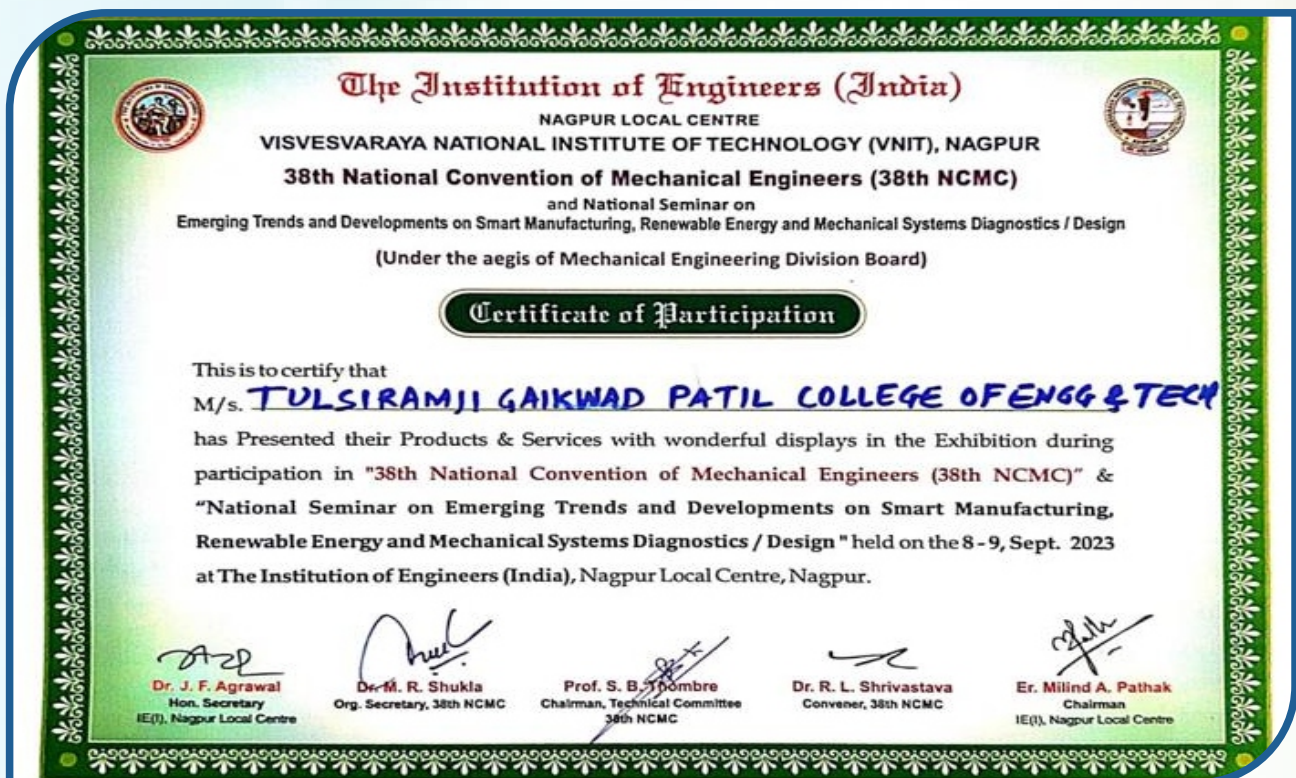 The Institution of Engineers (India)
NAGPUR LOCAL CENTRE
VISVESVARAYA NATIONAL INSTITUTE OF TECHNOLOGY (VNIT), NAGPUR
38th National Convention of Mechanical Engineers (38th NCMC)
and National Seminar on
Emerging Trends and Developments on Smart Manufacturing, Renewable Energy and Mechanical Systems Diagnostics / Design
(Under the aegis of Mechanical Engineering Division Board)
Certificate of Participation
This is to certify that
M/s. TULSIRAMJI GAIKWAD PATIL COLLEGE OF ENGG & TECH
has Presented their Products & Services with wonderful displays in the Exhibition during
participation in "38th National Convention of Mechanical Engineers (38th NCMC)" &
"National Seminar on Emerging Trends and Developments on Smart Manufacturing,
Renewable Energy and Mechanical Systems Diagnostics / Design" held on the 8-9, Sept. 2023
at The Institution of Engineers (India), Nagpur Local Centre, Nagpur.
Dr. J. F. Agrawal
Hon. Secretary
IE(I), Nagpur Local Centre
Dr. M. R. Shukla
Org. Secretary, 38th NCMC
Prof. S. B. Thombre
Chairman, Technical Committee
38th NCMC
Dr. R. L. Shrivastava
Convener, 38th NCMC
Er. Milind A. Pathak
Chairman
IE(I), Nagpur Local Centre